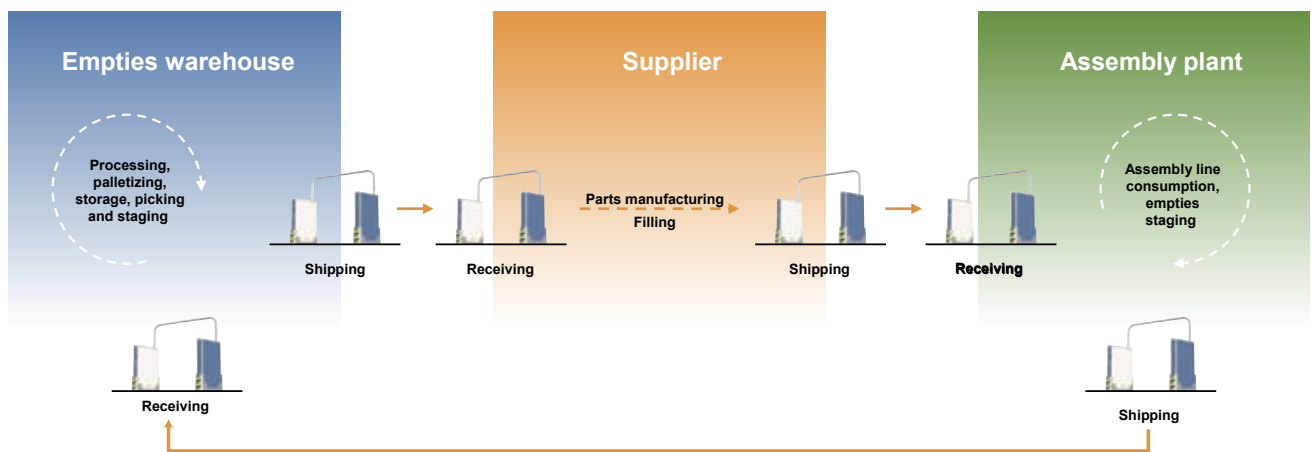 Empties warehouse
Supplier
Assembly plant
Processing,
palletizing,
storage, picking
and staging
Parts manufacturing
Filling
Assembly line
consumption,
empties
staging
Shipping
Receiving
Shipping
Receiving
Receiving
Shipping